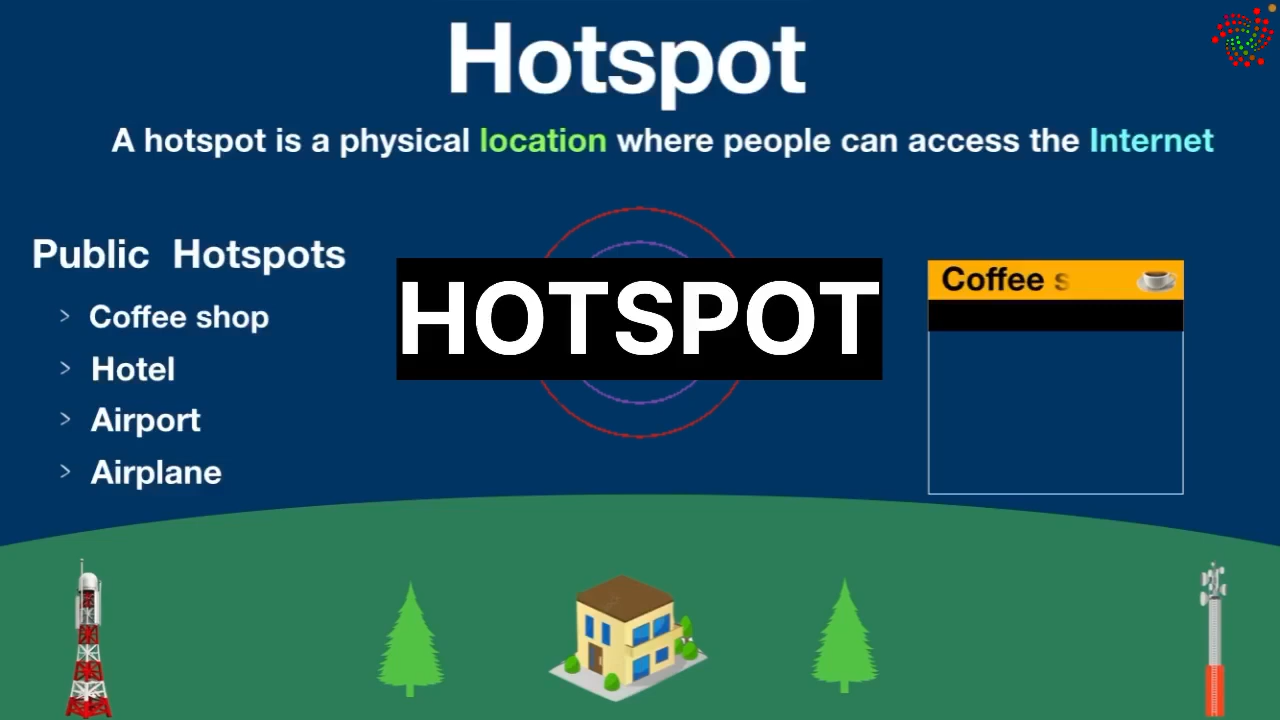 Hotspot
A hotspot is a physical location where people can access the Internet
Public Hotspots
> Coffee shop
> Hotel
> Airport
> Airplane
HOTSPOT
Coffee s